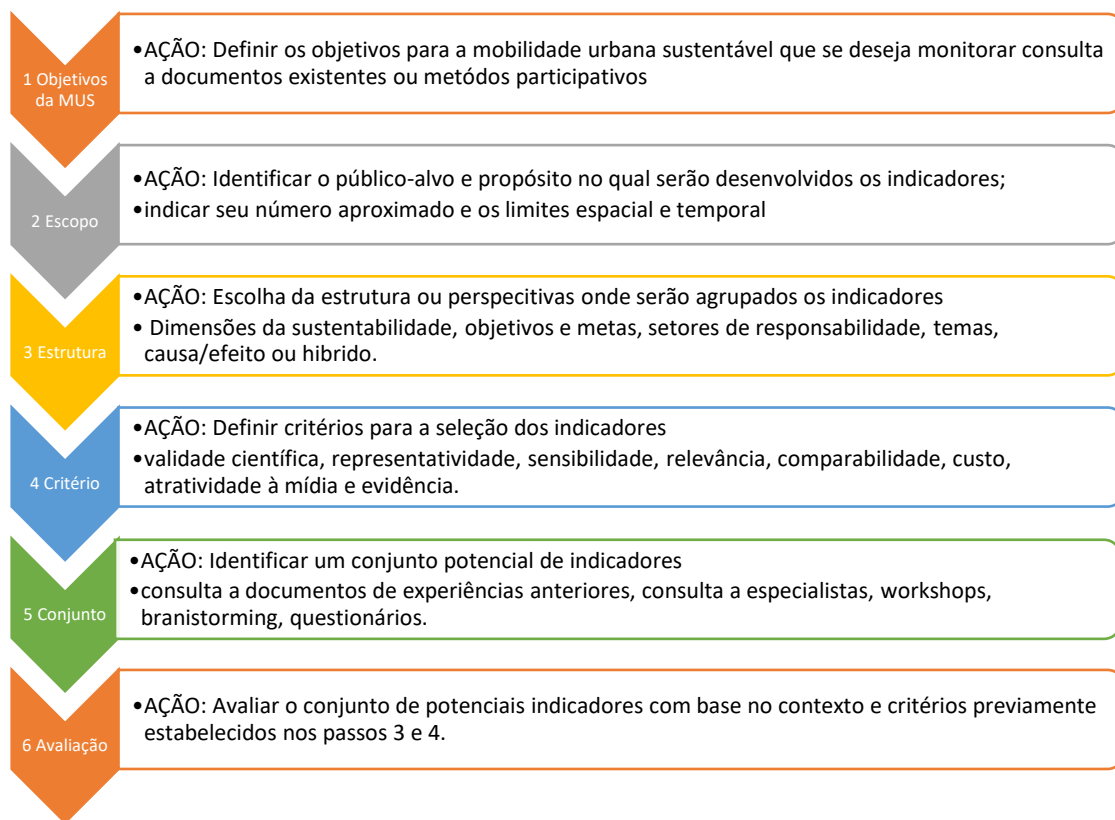 1 Objetivos
da MUS
•AÇÃO: Definir os objetivos para a mobilidade urbana sustentável que se deseja monitorar consulta
a documentos existentes ou metódos participativos
2 Escopo
•AÇÃO: Identificar o público-alvo e propósito no qual serão desenvolvidos os indicadores;
•indicar seu número aproximado e os limites espacial e temporal
3 Estrutura
•AÇÃO: Escolha da estrutura ou perspecitivas onde serão agrupados os indicadores
• Dimensões da sustentabilidade, objetivos e metas, setores de responsabilidade, temas,
causa/efeito ou hibrido.
4 Critério
•AÇÃO: Definir critérios para a seleção dos indicadores
•validade científica, representatividade, sensibilidade, relevância, comparabilidade, custo,
atratividade à mídia e evidência.
5 Conjunto
•AÇÃO: Identificar um conjunto potencial de indicadores
•consulta a documentos de experiências anteriores, consulta a especialistas, workshops,
branistorming, questionários.
6 Avaliação
•AÇÃO: Avaliar o conjunto de potenciais indicadores com base no contexto e critérios previamente
estabelecidos nos passos 3 e 4.